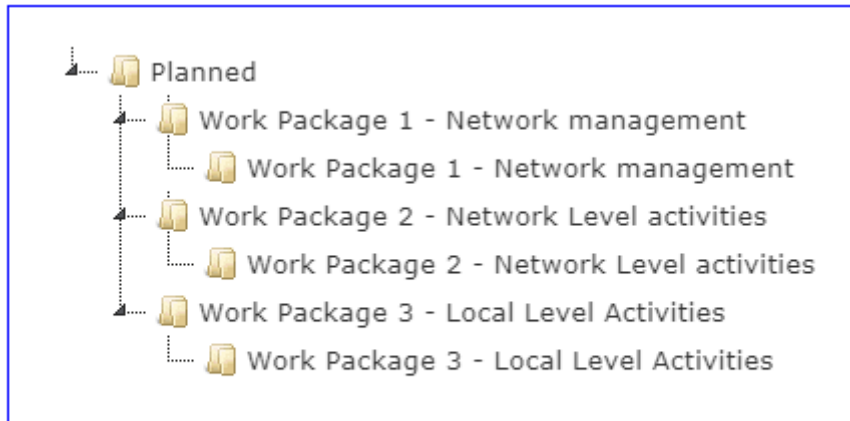 Planned
Work Package 1 - Network management
Work Package 1 - Network management
Work Package 2 - Network Level activities
Work Package 2 - Network Level activities
Work Package 3 - Local Level Activities
Work Package 3 - Local Level Activities